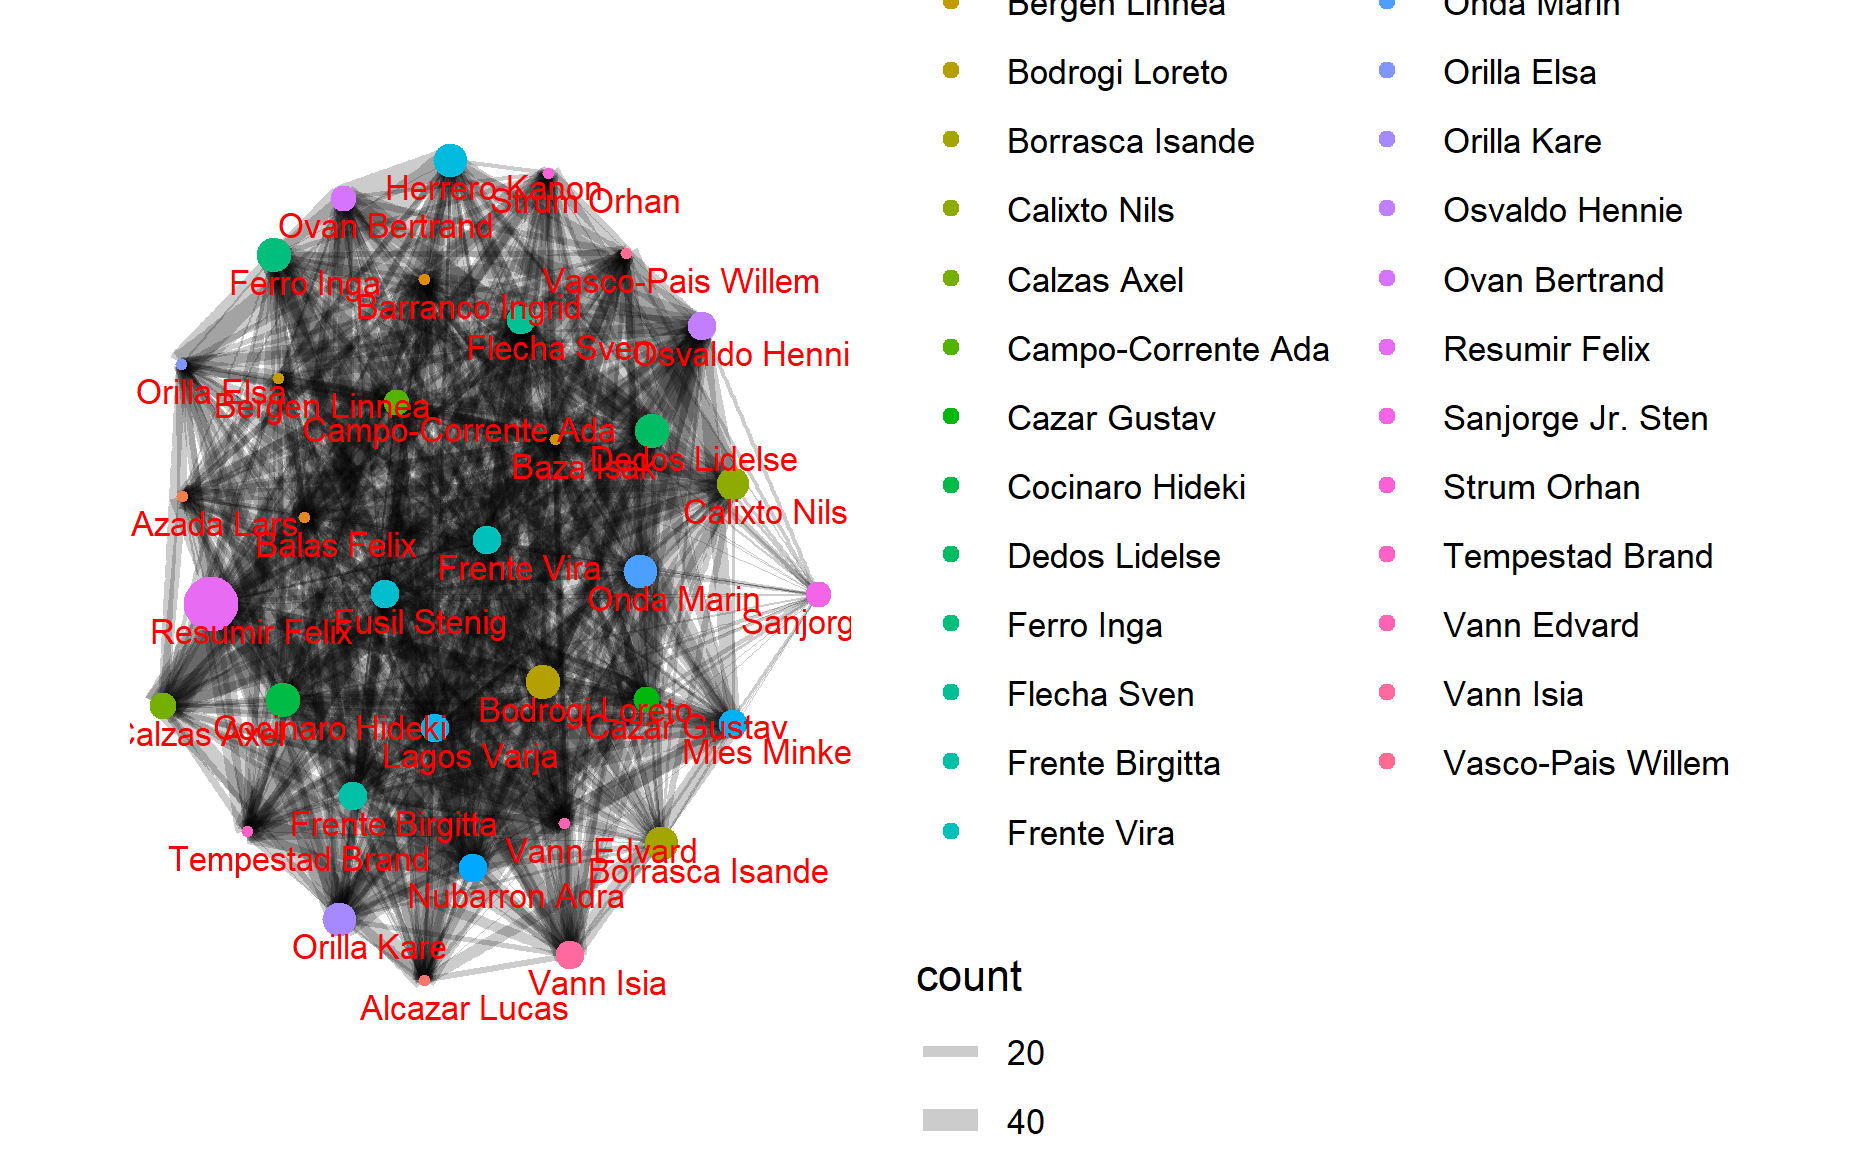 Herrero Kanon
Strum Orhan
Ovan Bertrand
Ferro Inga
Vasco-Pais Willem
Barranco Ingrid
Flecha Sven
Osvaldo Henni
Orilla Elsa
Bergen Linnea
Campo-Corrente Ada
Dedos Lidelse
Baza Isak
Calixto Nils
Azada Lars
Balas Felix
Frente Vira
Onda Marin
Sanjorg
Fusil Stenig
Resumir Felix
Bodrogi Loreto
Cazar Gustav
Cocinaro Hideki
Calzas Axel
Mies Minke
Lagos Varja
Frente Birgitta
Vann Edvard
Tempestad Brand
Borrasca Isande
Nubarron Adra
Orilla Kare
Vann Isia
Alcazar Lucas
Bergen Linnea
Bodrogi Loreto
Borrasca Isande
Calixto Nils
Calzas Axel
Campo-Corrente Ada
Cazar Gustav
Cocinaro Hideki
Dedos Lidelse
Ferro Inga
Flecha Sven
Frente Birgitta
Frente Vira
Onda Marin
Orilla Elsa
Orilla Kare
Osvaldo Hennie
Ovan Bertrand
Resumir Felix
Sanjorge Jr. Sten
Strum Orhan
Tempestad Brand
Vann Edvard
Vann Isia
Vasco-Pais Willem
count
20
40